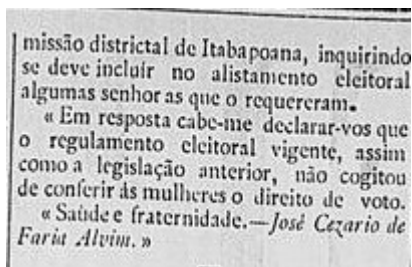 missão districtal de Itabapoana, inquirindo
se deve incluir no alistamento eleitoral
algumas senhor as que o requereram.
« Em resposta cabe-me declarar-vos que
o regulamento eleitoral vigente, assim
como a legislação anterior, não cogitou
de conferir ás mulheres o direito de voto.
« Saúde e fraternidade.—José Cezario de
Faria Alvim. »